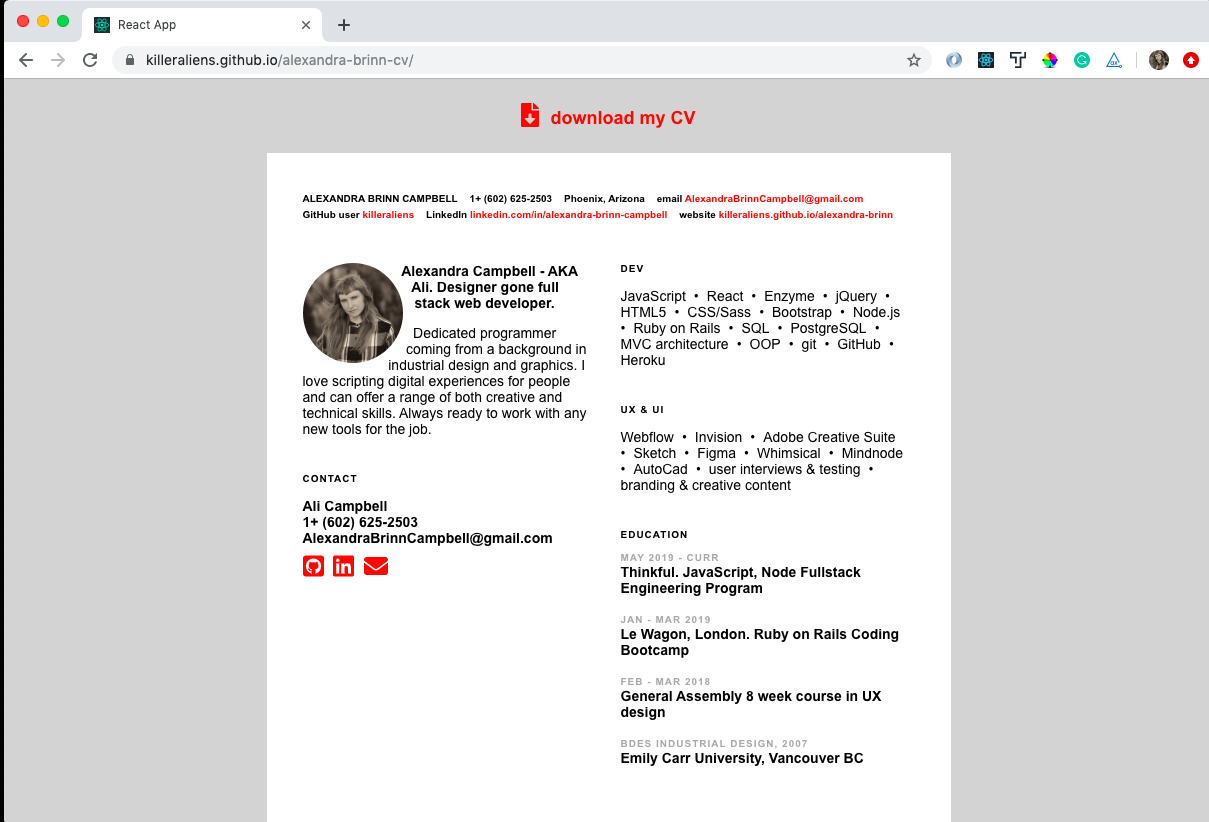 React App
killeraliens.github.io/alexandra-brinn-cv/
download my CV
ALEXANDRA BRINN CAMPBELL 1+ (602) 625-2503 Phoenix, Arizona email AlexandraBrinnCampbell@gmail.com
GitHub user killeraliens LinkedIn linkedin.com/in/alexandra-brinn-campbell website killeraliens.github.io/alexandra-brinn
Alexandra Campbell - AKA
Ali. Designer gone full
stack web developer.
Dedicated programmer
coming from a background in
industrial design and graphics. I
love scripting digital experiences for people
and can offer a range of both creative and
technical skills. Always ready to work with any
new tools for the job.
CONTACT
Ali Campbell
1+ (602) 625-2503
AlexandraBrinnCampbell@gmail.com
in
DEV
JavaScript • React • Enzyme • jQuery •
HTML5 • CSS/Sass • Bootstrap • Node.js
• Ruby on Rails • SQL • PostgreSQL •
MVC architecture • OOP • git • GitHub •
Heroku
UX & UI
Webflow • Invision • Adobe Creative Suite
• Sketch • Figma • Whimsical • Mindnode
• AutoCad • user interviews & testing •
branding & creative content
EDUCATION
MAY 2019 - CURR
Thinkful. JavaScript, Node Fullstack
Engineering Program
JAN - MAR 2019
Le Wagon, London. Ruby on Rails Coding
Bootcamp
FEB - MAR 2018
General Assembly 8 week course in UX
design
BDES INDUSTRIAL DESIGN, 2007
Emily Carr University, Vancouver BC